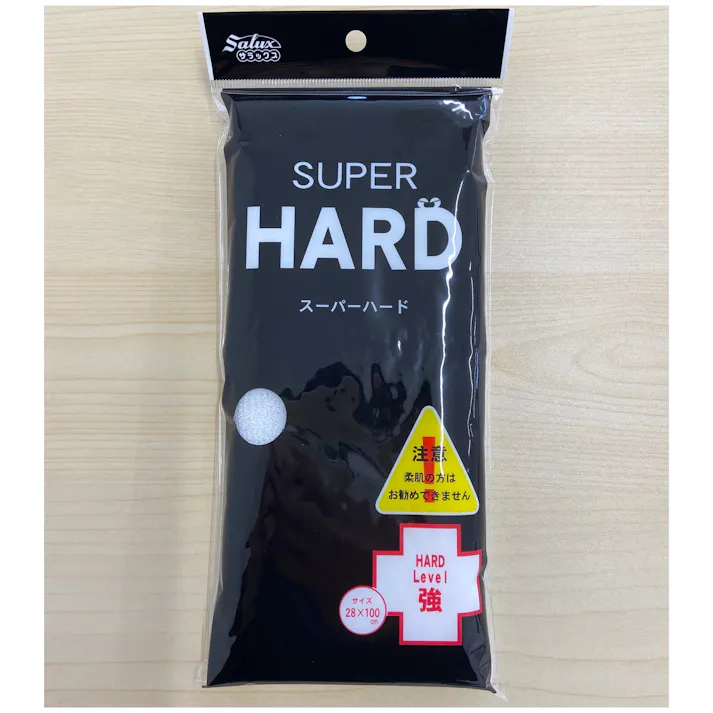 Salux
サラックス
SUPER
HARD
スーパーハード
注意
柔肌の方は
お勧めできません
HARD
Level
強
サイズ
28×100
cm